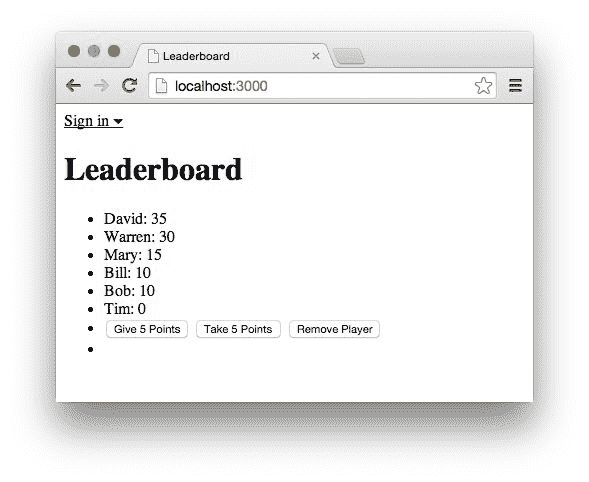 Leaderboard
localhost:3000
Sign in
Leaderboard
David: 35
Warren: 30
Mary: 15
Bill: 10
Bob: 10
Tim: 0
Give 5 Points Take 5 Points Remove Player